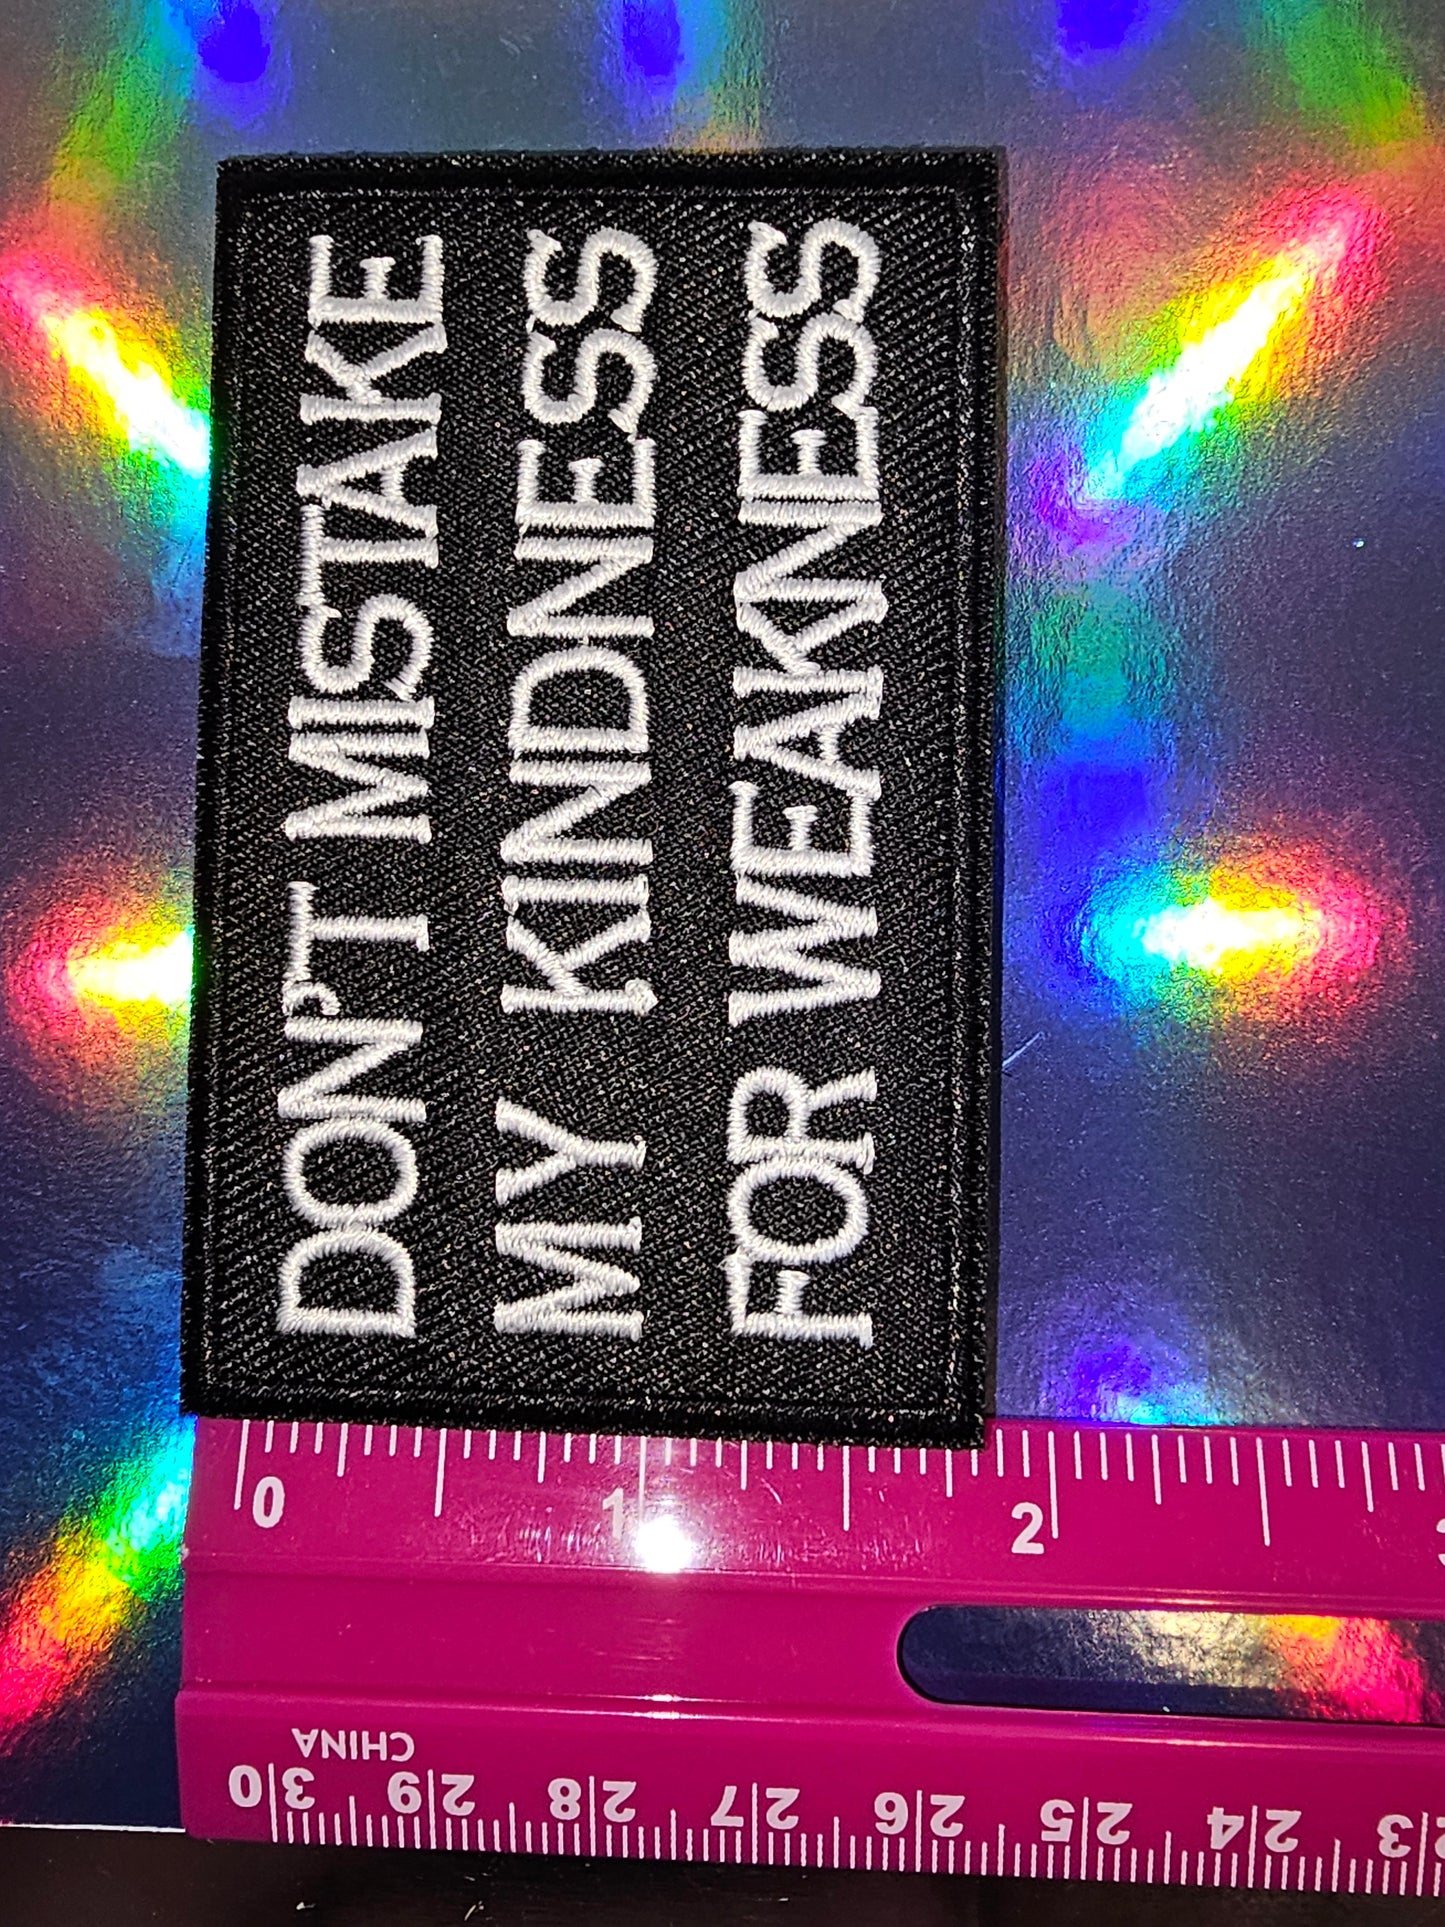 DON'T MISTAKE
MY KINDNESS
FOR WEAKNESS
0 1 2
CHINA
30 29 28 27 26 25 24 23